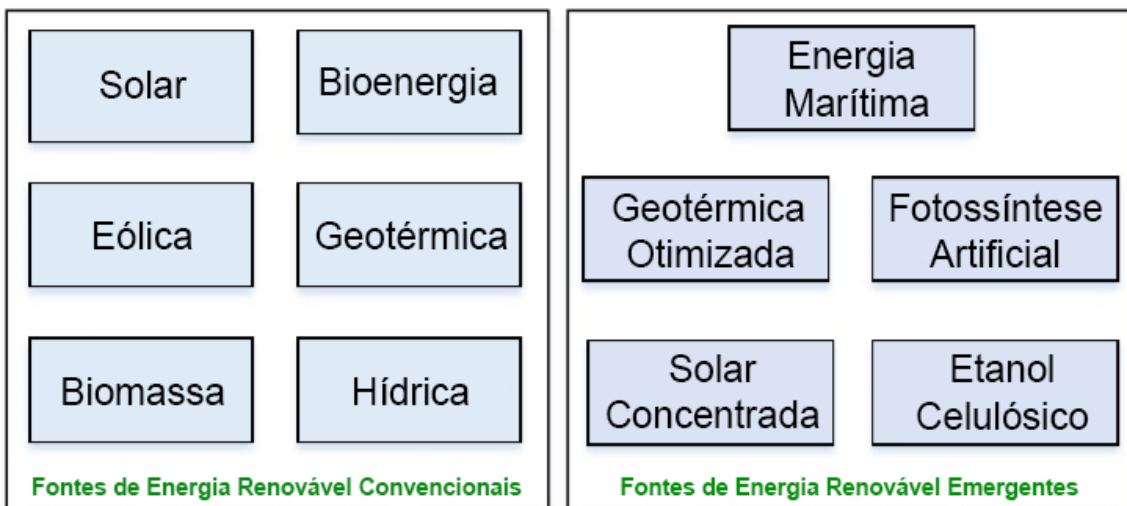 Solar
Bioenergia
Eólica
Geotérmica
Biomassa
Hídrica
Fontes de Energia Renovável Convencionais
Energia
Marítima
Geotérmica
Otimizada
Fotossíntese
Artificial
Solar
Concentrada
Etanol
Celulósico
Fontes de Energia Renovável Emergentes